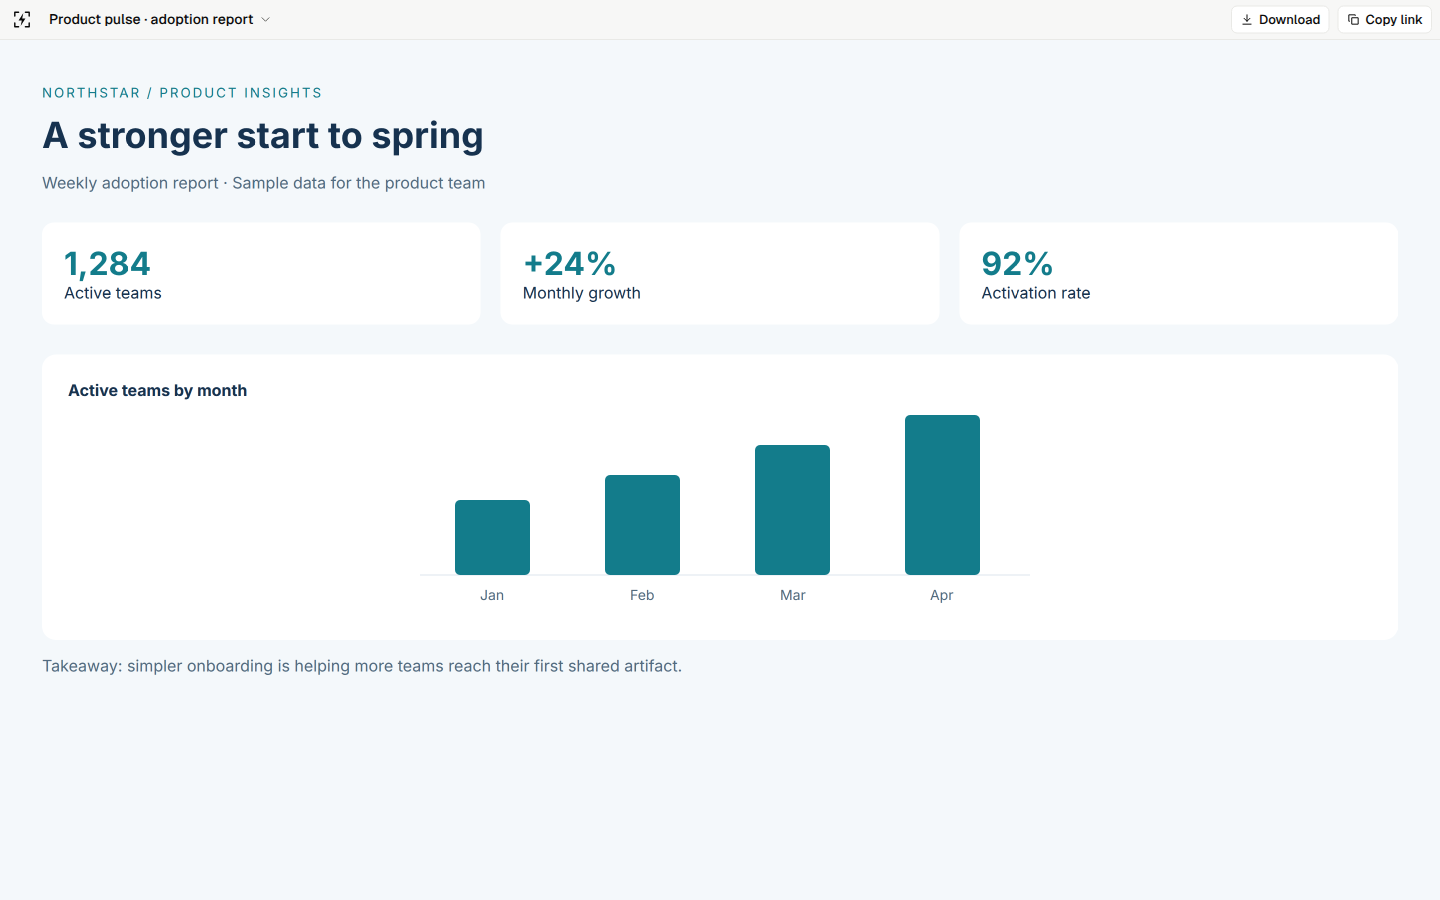 Product pulse · adoption report
Download
Copy link
NORTHSTAR / PRODUCT INSIGHTS
A stronger start to spring
Weekly adoption report · Sample data for the product team
1,284
Active teams
+24%
Monthly growth
92%
Activation rate
Active teams by month
Jan
Feb
Mar
Apr
Takeaway: simpler onboarding is helping more teams reach their first shared artifact.